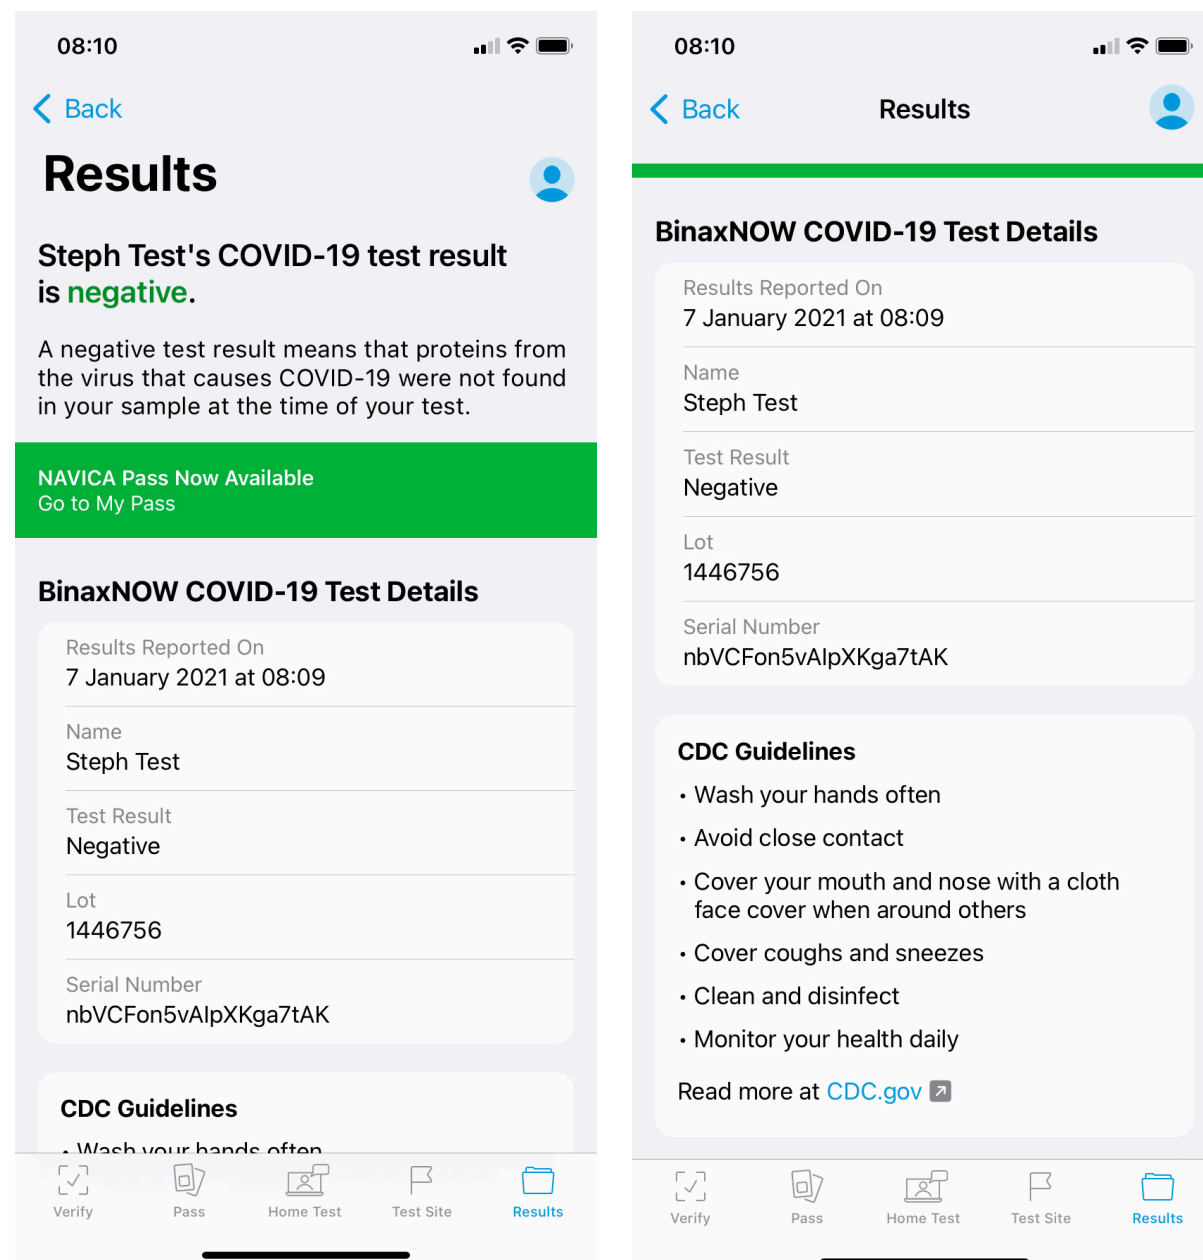 08:10
Back
Results
Steph Test's COVID-19 test result
is negative.
A negative test result means that proteins from
the virus that causes COVID-19 were not found
in your sample at the time of your test.
NAVICA Pass Now Available
Go to My Pass
BinaxNOW COVID-19 Test Details
Results Reported On
7 January 2021 at 08:09
Name
Steph Test
Test Result
Negative
Lot
1446756
Serial Number
nbVCFon5vAlpXKga7tAK
CDC Guidelines
• Wash your hands often
Verify
Pass
Home Test
Test Site
Results
08:10
Back
Results
BinaxNOW COVID-19 Test Details
Results Reported On
7 January 2021 at 08:09
Name
Steph Test
Test Result
Negative
Lot
1446756
Serial Number
nbVCFon5vAlpXKga7tAK
CDC Guidelines
• Wash your hands often
• Avoid close contact
• Cover your mouth and nose with a cloth
face cover when around others
• Cover coughs and sneezes
• Clean and disinfect
• Monitor your health daily
Read more at CDC.gov
Verify
Pass
Home Test
Test Site
Results